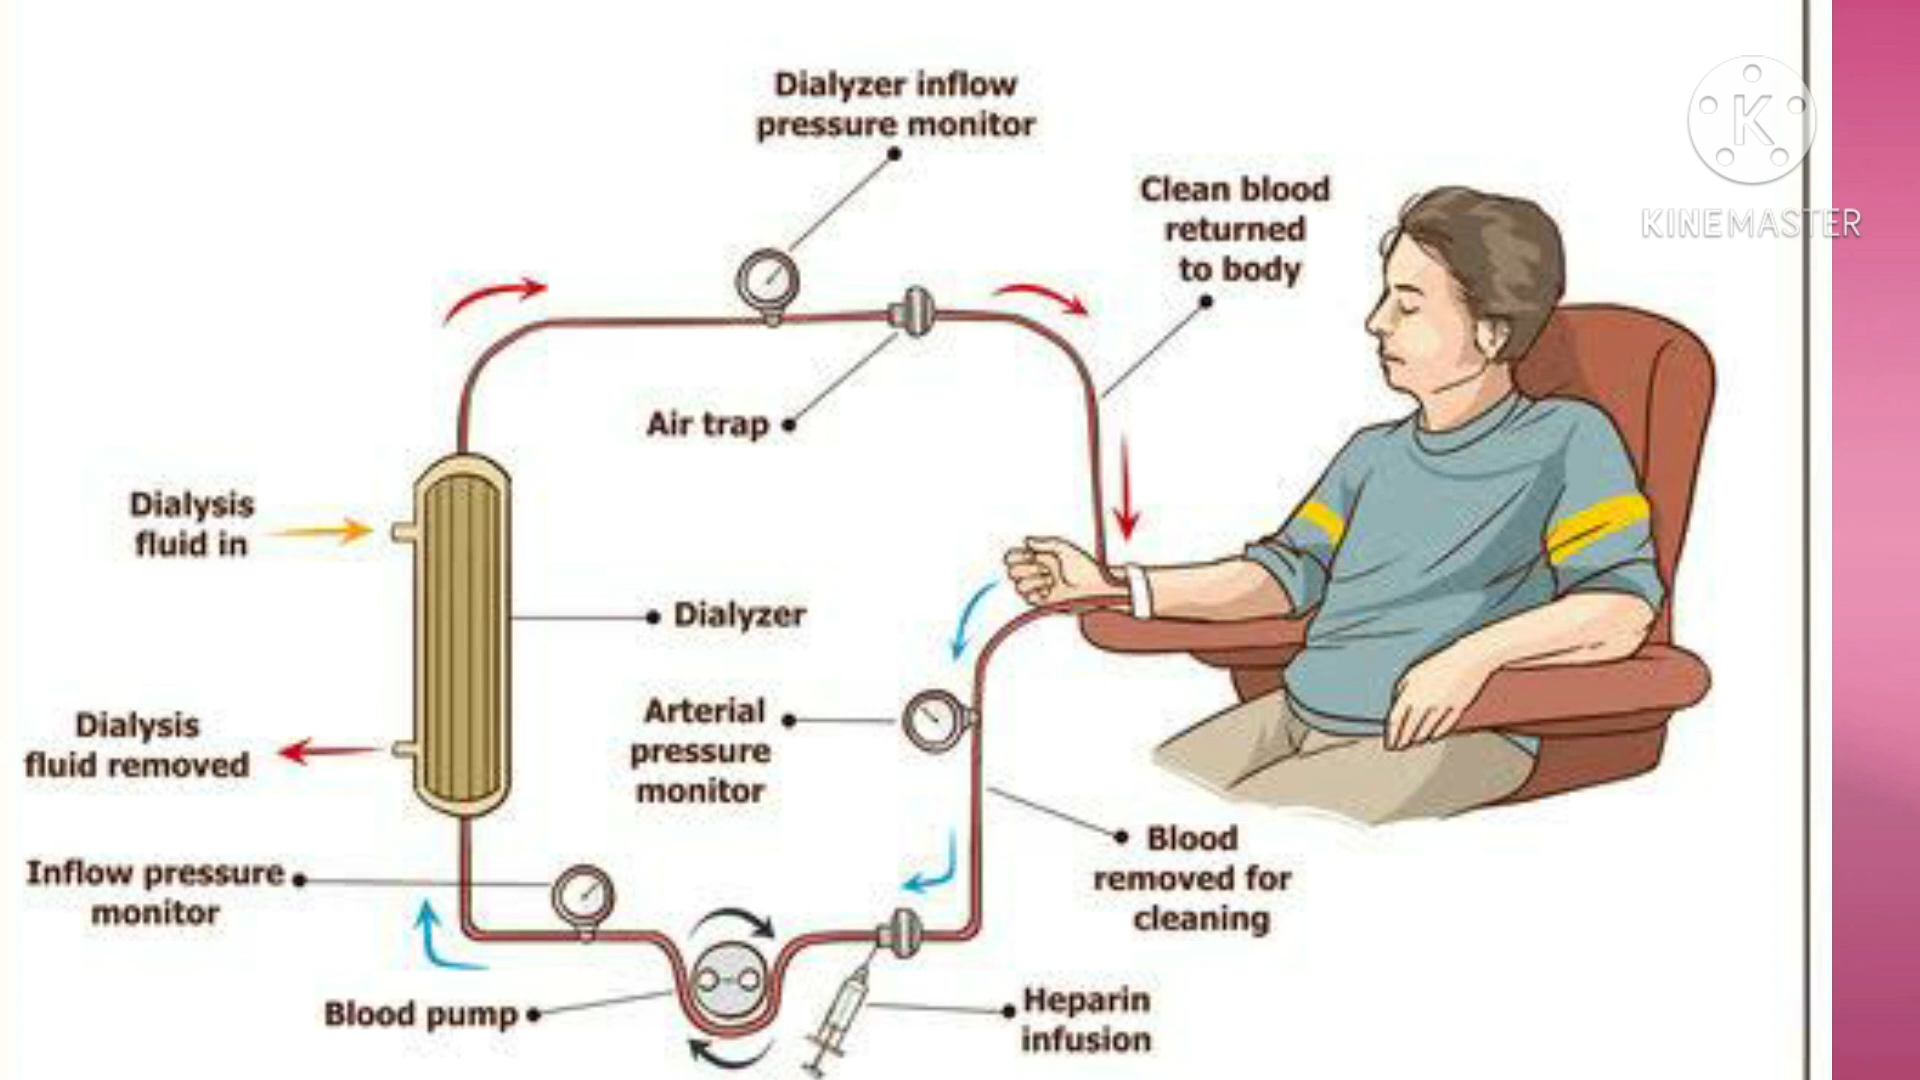 Dialyzer inflow
pressure monitor
Clean blood
returned
to body
K
KINEMASTER
Air trap
Dialysis
fluid in
Dialyzer
Arterial
pressure
monitor
Dialysis
fluid removed
Blood
removed for
cleaning
Inflow pressure
monitor
Blood pump
Heparin
infusion